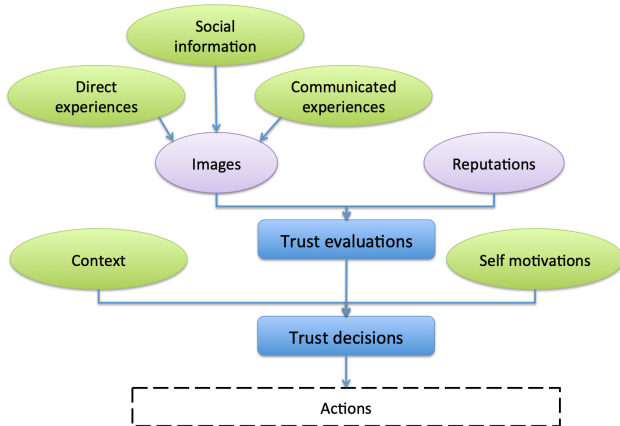 Social
information
Direct
experiences
Communicated
experiences
Images
Reputations
Trust evaluations
Context
Self motivations
Trust decisions
Actions